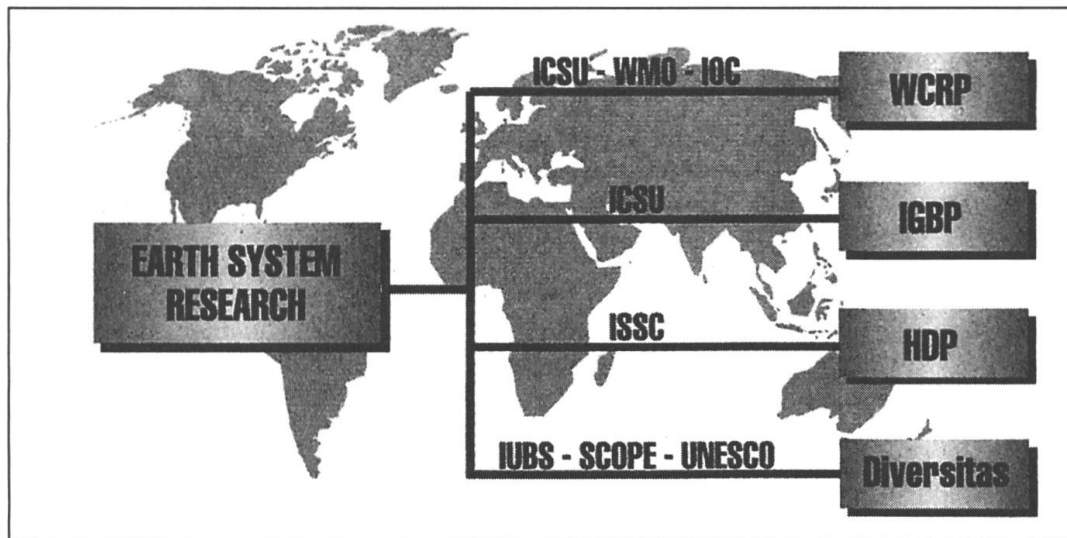 ICSU - WMO - IOC
WCRP
ICSU
IGBP
EARTH SYSTEM
RESEARCH
ISSC
HDP
IUBS - SCOPE - UNESCO
Diversitas